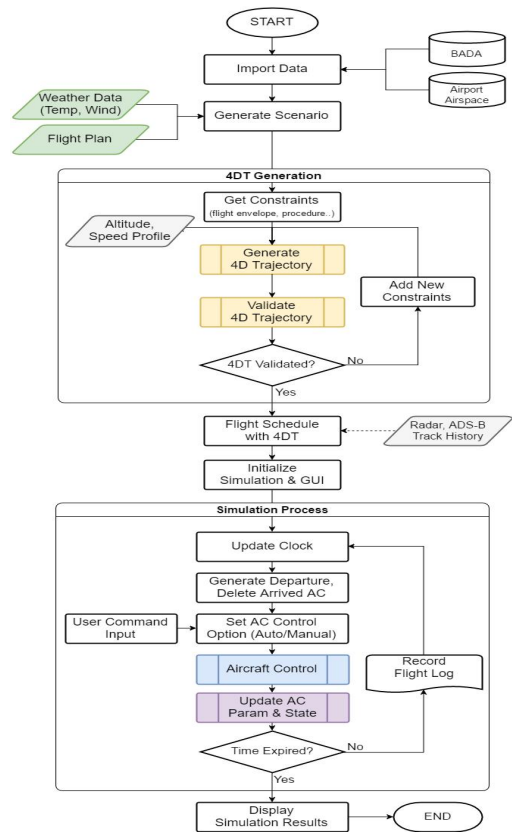 START
BADA
Import Data
Airport
Airspace
Weather Data
(Temp, Wind)
Generate Scenario
Flight Plan
4DT Generation
Get Constraints
(flight envelope, procedure..)
Altitude,
Speed Profile
Generate
4D Trajectory
Add New
Constraints
Validate
4D Trajectory
4DT Validated?
No
Yes
Flight Schedule
with 4DT
Radar, ADS-B
Track History
Initialize
Simulation & GUI
Simulation Process
Update Clock
Generate Departure,
Delete Arrived AC
User Command
Input
Set AC Control
Option (Auto/Manual)
Aircraft Control
Record
Flight Log
Update AC
Param & State
Time Expired?
No
Yes
Display
Simulation Results
END